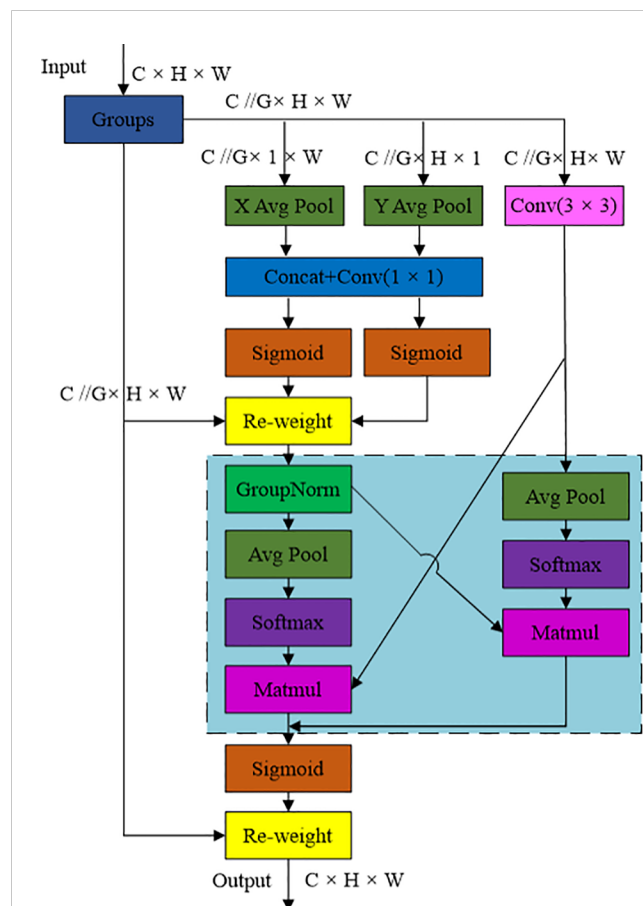 Input
C × H × W
C //G× H × W
Groups
C //G× 1 × W
C //G× H × 1
C //G× H× W
X Avg Pool
Y Avg Pool
Conv(3 × 3)
Concat+Conv(1 × 1)
Sigmoid
Sigmoid
C //G× H × W
Re-weight
GroupNorm
Avg Pool
Avg Pool
Softmax
Softmax
Matmul
Matmul
Sigmoid
Re-weight
Output
C × H × W